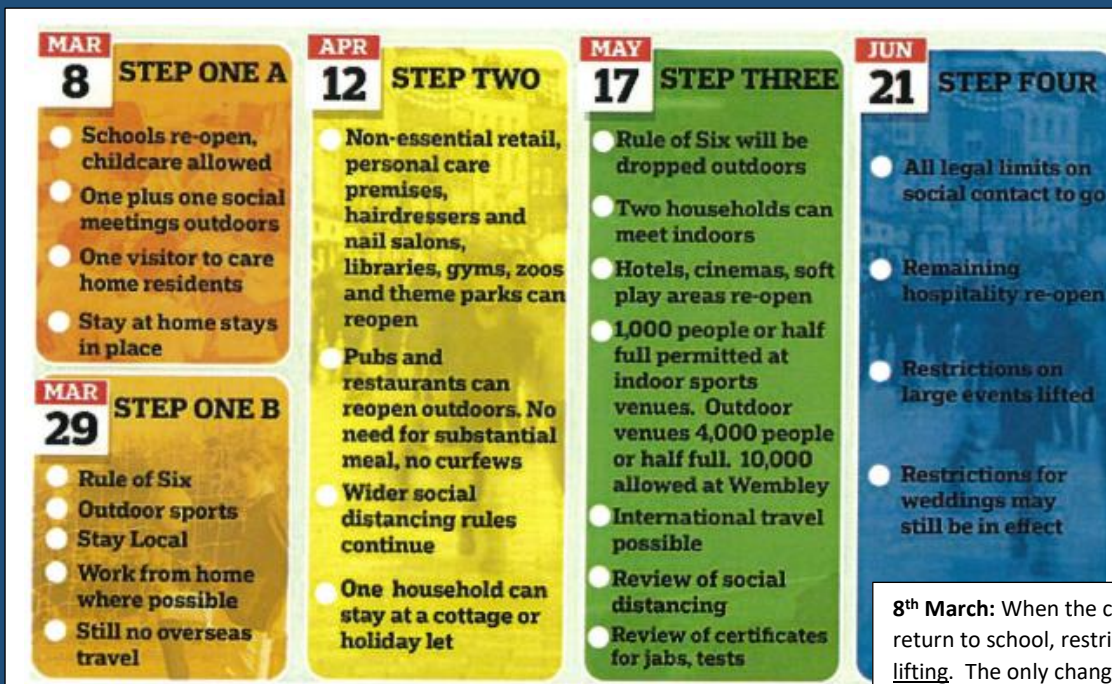 MAR
8
STEP ONE A
Schools re-open,
childcare allowed
One plus one social
meetings outdoors
One visitor to care
home residents
Stay at home stays
in place
MAR
29
STEP ONE B
Rule of Six
Outdoor sports
Stay Local
Work from home
where possible
Still no overseas
travel
APR
12
STEP TWO
Non-essential retail,
personal care
premises,
hairdressers and
nail salons,
libraries, gyms, zoos
and theme parks can
reopen
Pubs and
restaurants can
reopen outdoors. No
need for substantial
meal, no curfews
Wider social
distancing rules
continue
One household can
stay at a cottage or
holiday let
MAY
17
STEP THREE
Rule of Six will be
dropped outdoors
Two households can
meet indoors
Hotels, cinemas, soft
play areas re-open
1,000 people or half
full permitted at
indoor sports
venues. Outdoor
venues 4,000 people
or half full. 10,000
allowed at Wembley
International travel
possible
Review of social
distancing
Review of certificates
for jabs, tests
JUN
21
STEP FOUR
All legal limits on
social contact to go
Remaining
hospitality re-open
Restrictions on
large events lifted
Restrictions for
weddings may
still be in effect
8th March: When the c
return to school, restri
lifting. The only chang